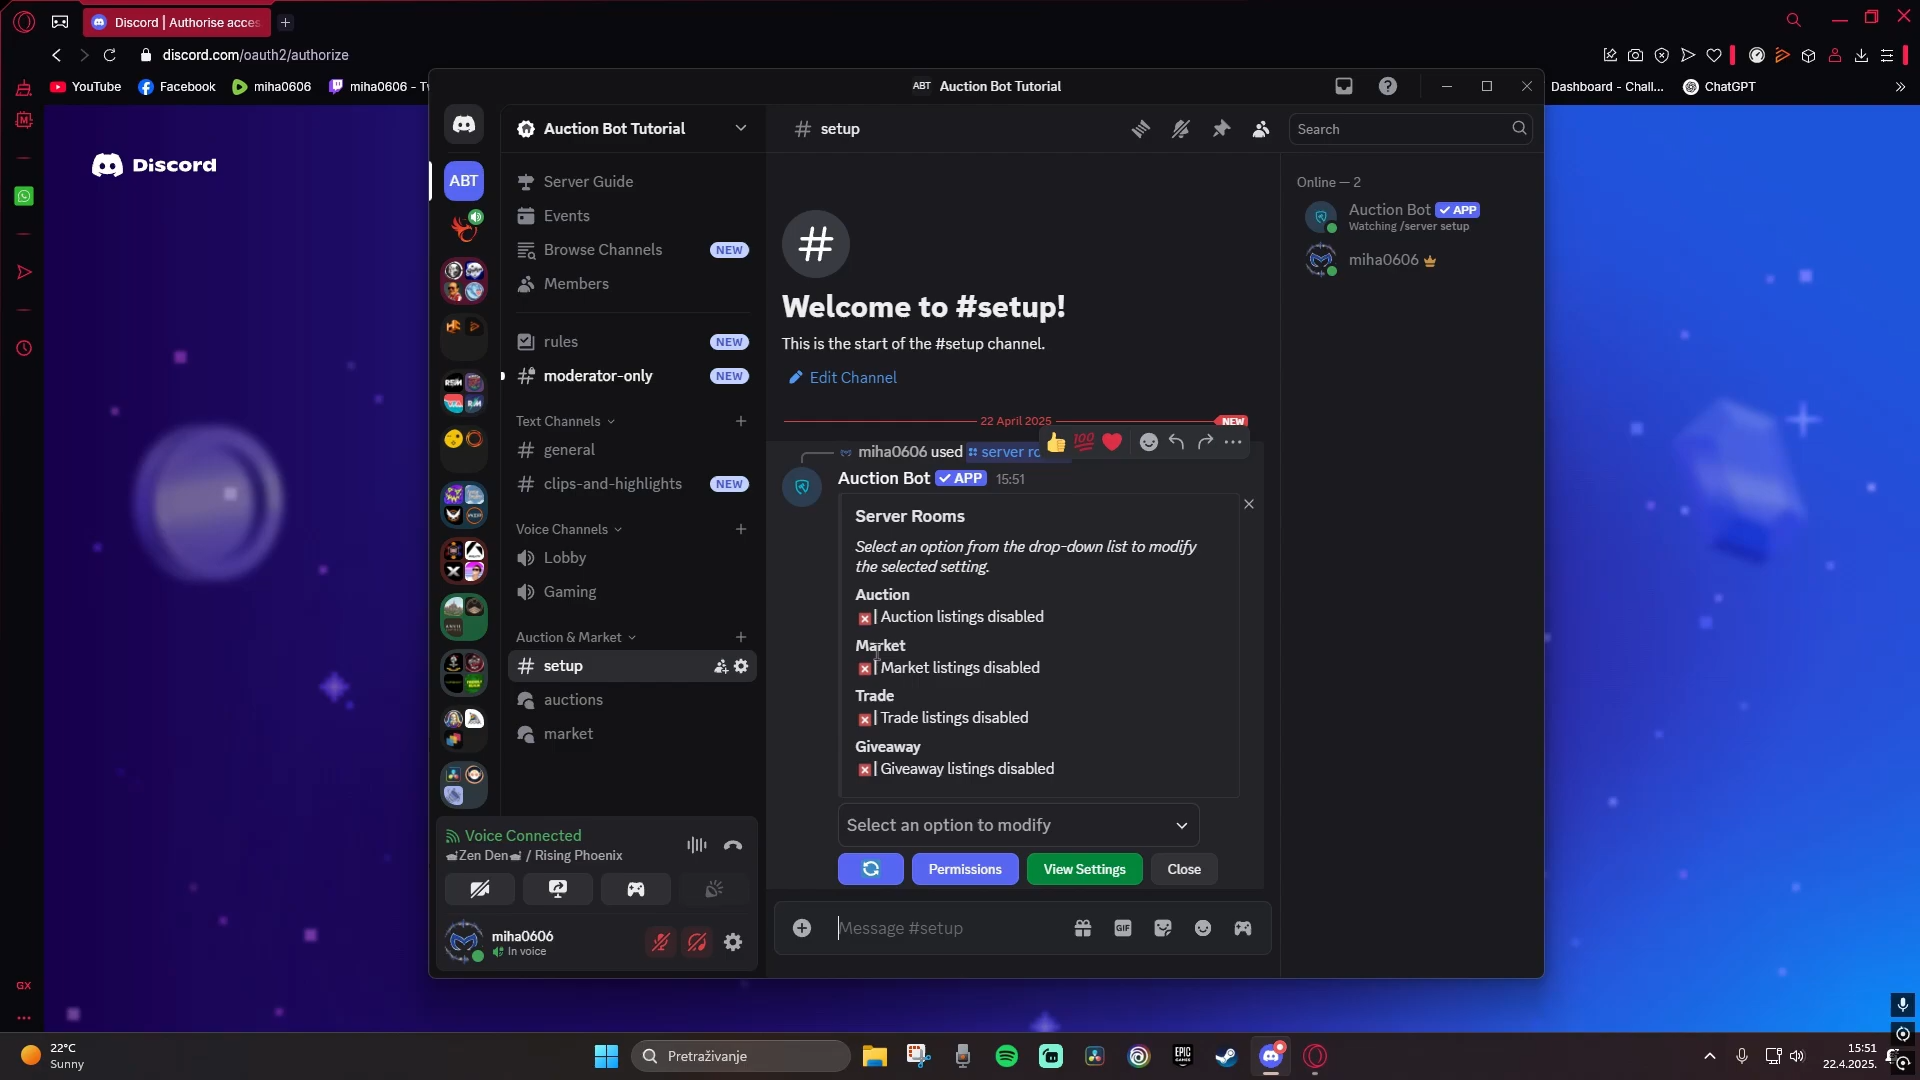 Discord | Authorise acces
discord.com/oauth2/authorize
YouTube
Facebook
miha0606
miha0606 - Tw
Dashboard - Chall...
ChatGPT
Discord
ABT Auction Bot Tutorial
Auction Bot Tutorial
ABT
Server Guide
Events
Browse Channels NEW
Members
rules NEW
moderator-only NEW
Text Channels
general
clips-and-highlights NEW
Voice Channels
Lobby
Gaming
Auction & Market
setup
auctions
market
Voice Connected
Zen Den / Rising Phoenix
miha0606
In voice
setup
Search
Welcome to #setup!
This is the start of the #setup channel.
Edit Channel
22 April 2025 NEW
miha0606 used server ro
Auction Bot ✓ APP 15:51
Server Rooms
Select an option from the drop-down list to modify
the selected setting.
Auction
❌| Auction listings disabled
Market
❌| Market listings disabled
Trade
❌| Trade listings disabled
Giveaway
❌| Giveaway listings disabled
Select an option to modify
Permissions
View Settings
Close
Message #setup
GIF
Online — 2
Auction Bot ✓ APP
Watching /server setup
miha0606
GX
22°C
Sunny
Pretraživanje
EPIC
GAMES
15:51
22.4.2025.